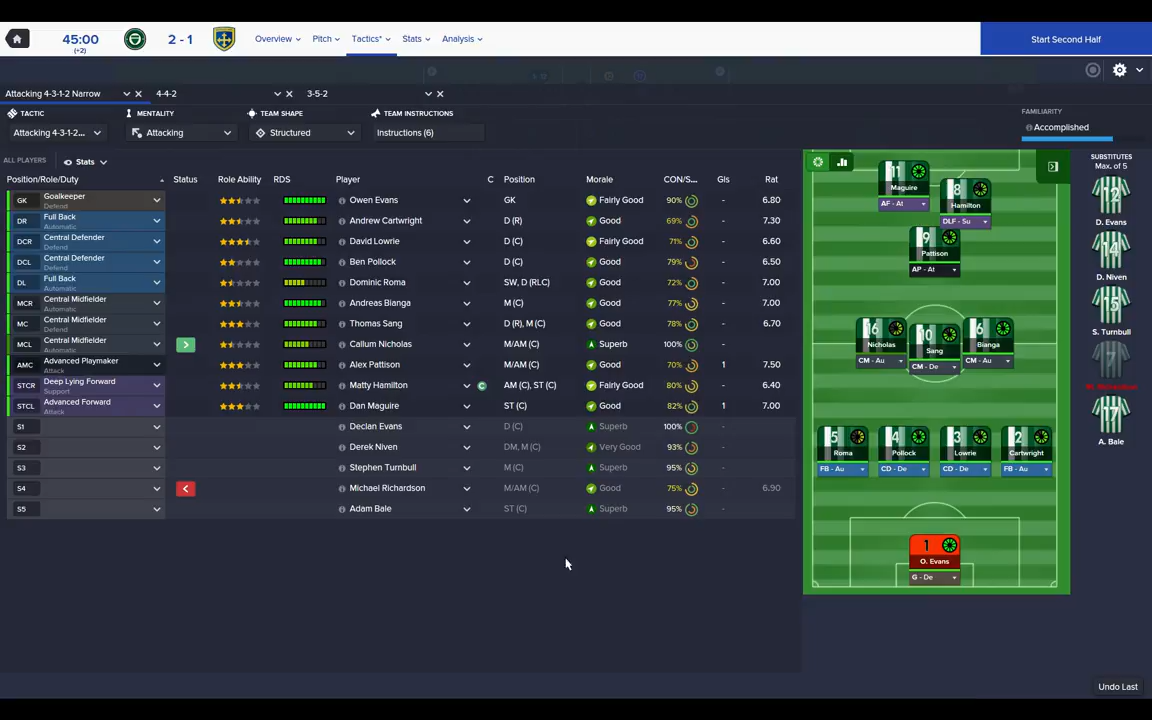 45:00
(+2)
2 - 1
Overview
Pitch
Tactics*
Stats
Analysis
Start Second Half
Attacking 4-3-1-2 Narrow
4-4-2
3-5-2
TACTIC
MENTALITY
TEAM SHAPE
TEAM INSTRUCTIONS
FAMILIARITY
Attacking 4-3-1-2...
Attacking
Structured
Instructions (6)
Accomplished
ALL PLAYERS
Stats
Position/Role/Duty
Status
Role Ability
RDS
Player
C
Position
Morale
CON/S...
Gls
Rat
GK Goalkeeper Defend Owen Evans GK Fairly Good 90% - 6.80
DR Full Back Automatic Andrew Cartwright D (R) Good 69% - 7.30
DCR Central Defender Defend David Lowrie D (C) Fairly Good 71% - 6.60
DCL Central Defender Defend Ben Pollock D (C) Good 79% - 6.50
DL Full Back Automatic Dominic Roma SW, D (RLC) Good 72% - 7.00
MCR Central Midfielder Automatic Andreas Bianga M (C) Good 77% - 7.00
MC Central Midfielder Defend Thomas Sang D (R), M (C) Good 78% - 6.70
MCL Central Midfielder Automatic Callum Nicholas M/AM (C) Superb 100% -
AMC Advanced Playmaker Attack Alex Pattison M/AM (C) Good 70% 1 7.50
STCR Deep Lying Forward Support Matty Hamilton C AM (C), ST (C) Fairly Good 80% - 6.40
STCL Advanced Forward Attack Dan Maguire ST (C) Good 82% 1 7.00
S1 Declan Evans D (C) Superb 100% -
S2 Derek Niven DM, M (C) Very Good 93% -
S3 Stephen Turnbull M (C) Superb 95% -
S4 Michael Richardson M/AM (C) Good 75% - 6.90
S5 Adam Bale ST (C) Superb 95% -
SUBSTITUTES
Max. of 5
12
D. Evans
14
D. Niven
15
S. Turnbull
7
M. Richardson
17
A. Bale
11
Maguire
AF - At
8
Hamilton
DLF - Su
9
Pattison
AP - At
16
Nicholas
CM - Au
10
Sang
CM - De
6
Bianga
CM - Au
5
Roma
FB - Au
4
Pollock
CD - De
3
Lowrie
CD - De
2
Cartwright
FB - Au
1
O. Evans
G - De
Undo Last